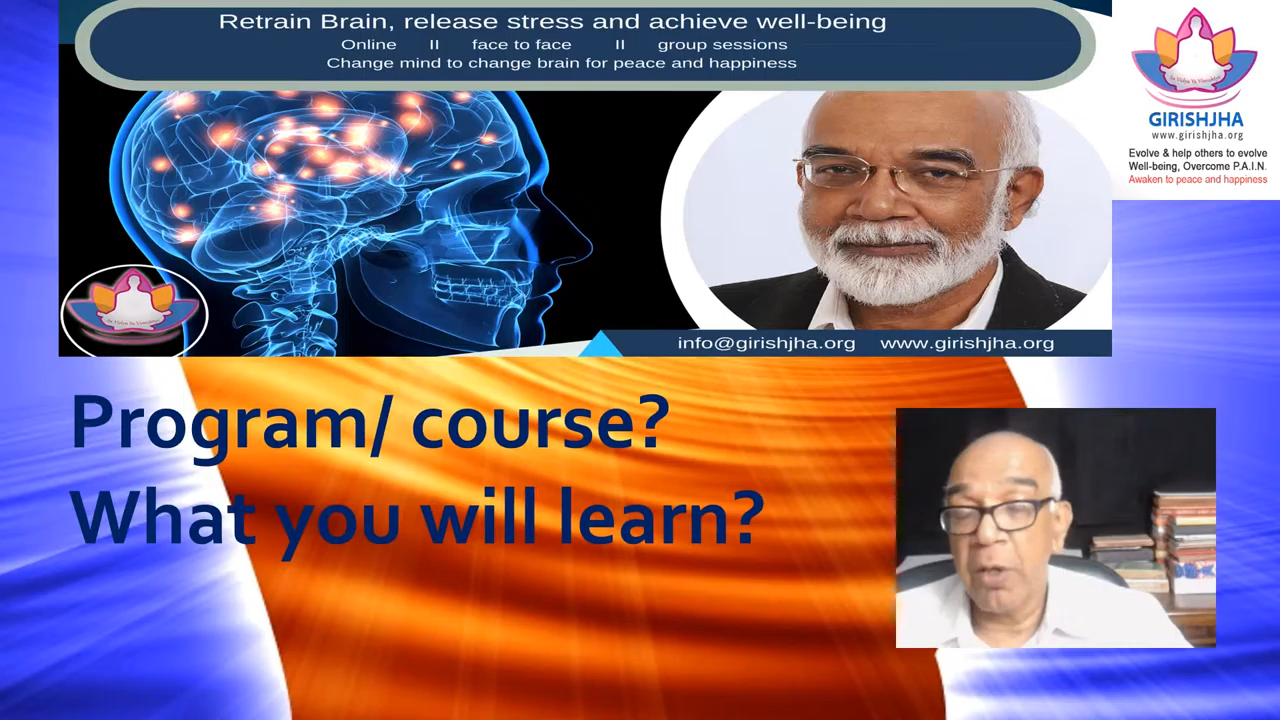 Retrain Brain, release stress and achieve well-being
Online II face to face II group sessions
Change mind to change brain for peace and happiness
GIRISHJHA
www.girishjha.org
Evolve & help others to evolve
Well-being, Overcome P.A.I.N.
Awaken to peace and happiness
info@girishjha.org www.girishjha.org
Program/ course?
What you will learn?